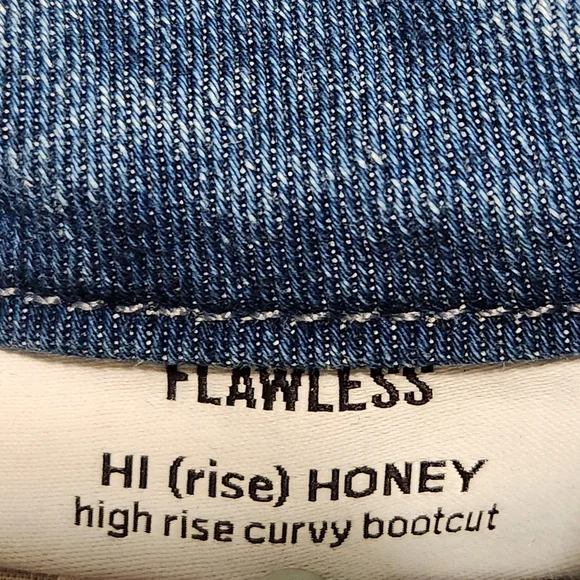 FLAWLESS
HI (rise) HONEY
high rise curvy bootcut